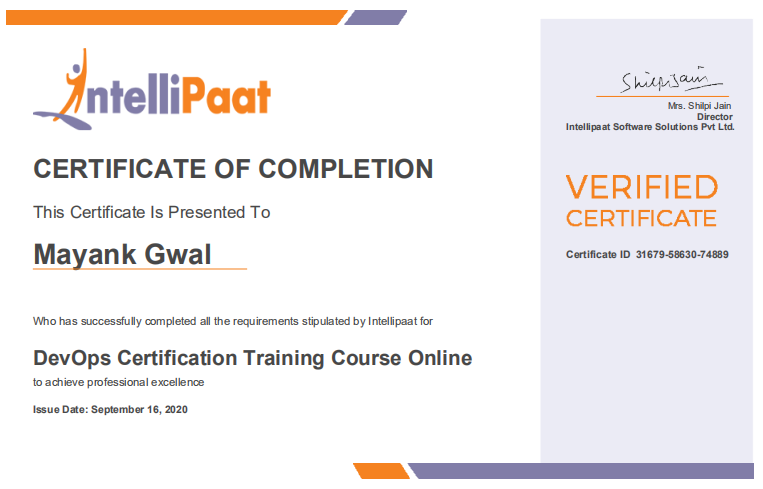 IntelliPaat
CERTIFICATE OF COMPLETION
This Certificate Is Presented To
Mayank Gwal
Who has successfully completed all the requirements stipulated by Intellipaat for
DevOps Certification Training Course Online
to achieve professional excellence
Issue Date: September 16, 2020
Shilpi Jain
Mrs. Shilpi Jain
Director
Intellipaat Software Solutions Pvt Ltd.
VERIFIED
CERTIFICATE
Certificate ID 31679-58630-74889